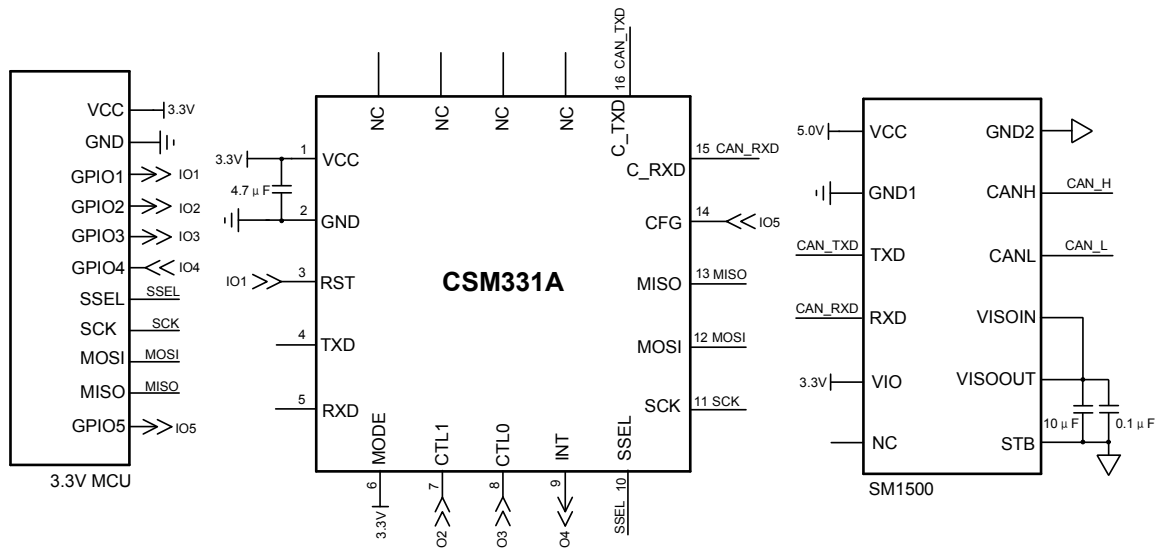 VCC
3.3V
GND
GPIO1
IO1
GPIO2
IO2
GPIO3
IO3
GPIO4
IO4
SSEL
SSEL
SCK
SCK
MOSI
MOSI
MISO
MISO
GPIO5
IO5
3.3V MCU
NC
NC
NC
NC
C_TXD
16 CAN_TXD
3.3V
1
VCC
4.7 μF
2
GND
IO1
3
RST
4
TXD
5
RXD
CSM331A
C_RXD
15 CAN_RXD
CFG
14
IO5
MISO
13 MISO
MOSI
12 MOSI
SCK
11 SCK
MODE
6
3.3V
CTL1
7
O2
CTL0
8
O3
INT
9
O4
SSEL
10
SSEL
5.0V
VCC
GND1
CAN_TXD
TXD
CAN_RXD
RXD
3.3V
VIO
NC
GND2
CANH
CAN_H
CANL
CAN_L
VISOIN
VISOOUT
10 μF
0.1 μF
STB
SM1500